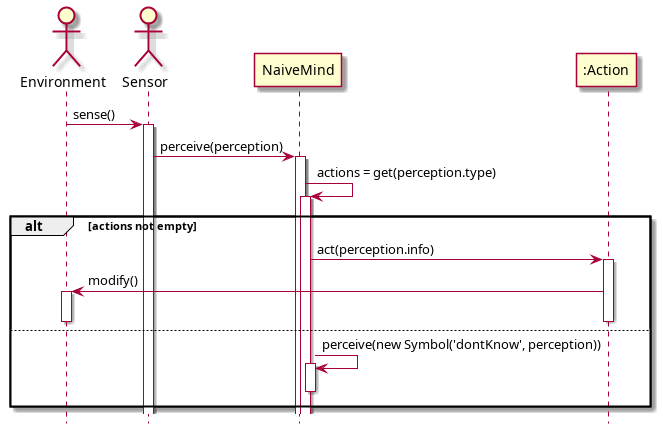 Environment
Sensor
NaiveMind
:Action
sense()
perceive(perception)
actions = get(perception.type)
alt
[actions not empty]
act(perception.info)
modify()
perceive(new Symbol('dontKnow', perception))